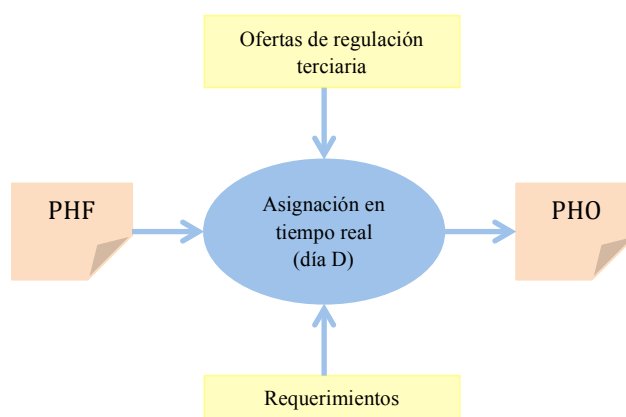 Ofertas de regulación
terciaria
PHF
Asignación en
tiempo real
(día D)
PHO
Requerimientos